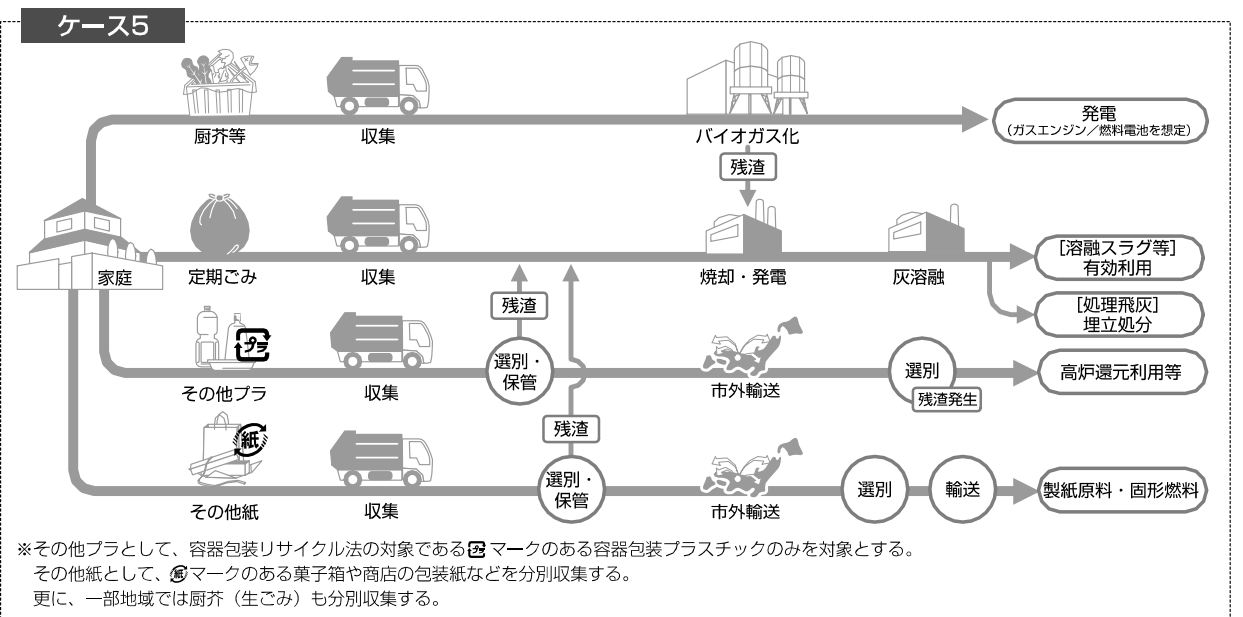 ケース5
厨芥等
収集
バイオガス化
発電
(ガスエンジン／燃料電池を想定)
残渣
家庭
定期ごみ
収集
焼却・発電
灰溶融
[溶融スラグ等]
有効利用
[処理飛灰]
埋立処分
残渣
プラ
その他プラ
収集
選別・
保管
市外輸送
選別
残渣発生
高炉還元利用等
残渣
紙
その他紙
収集
選別・
保管
市外輸送
選別
輸送
製紙原料・固形燃料
※その他プラとして、容器包装リサイクル法の対象であるプラマークのある容器包装プラスチックのみを対象とする。
その他紙として、紙マークのある菓子箱や商店の包装紙などを分別収集する。
更に、一部地域では厨芥（生ごみ）も分別収集する。